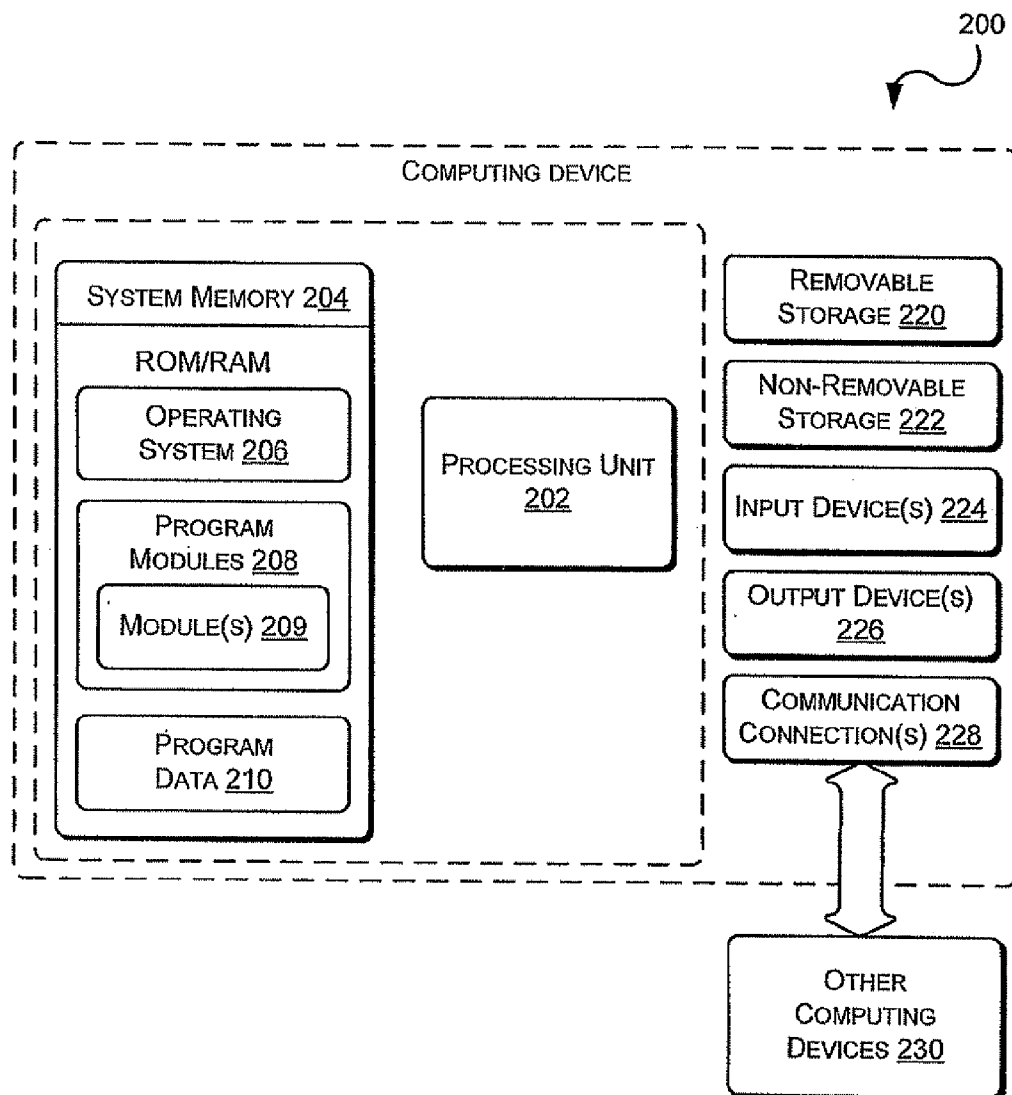 200
COMPUTING DEVICE
SYSTEM MEMORY 204
ROM/RAM
OPERATING
SYSTEM 206
PROGRAM
MODULES 208
MODULE(S) 209
PROGRAM
DATA 210
PROCESSING UNIT
202
REMOVABLE
STORAGE 220
NON-REMOVABLE
STORAGE 222
INPUT DEVICE(S) 224
OUTPUT DEVICE(S)
226
COMMUNICATION
CONNECTION(S) 228
OTHER
COMPUTING
DEVICES 230